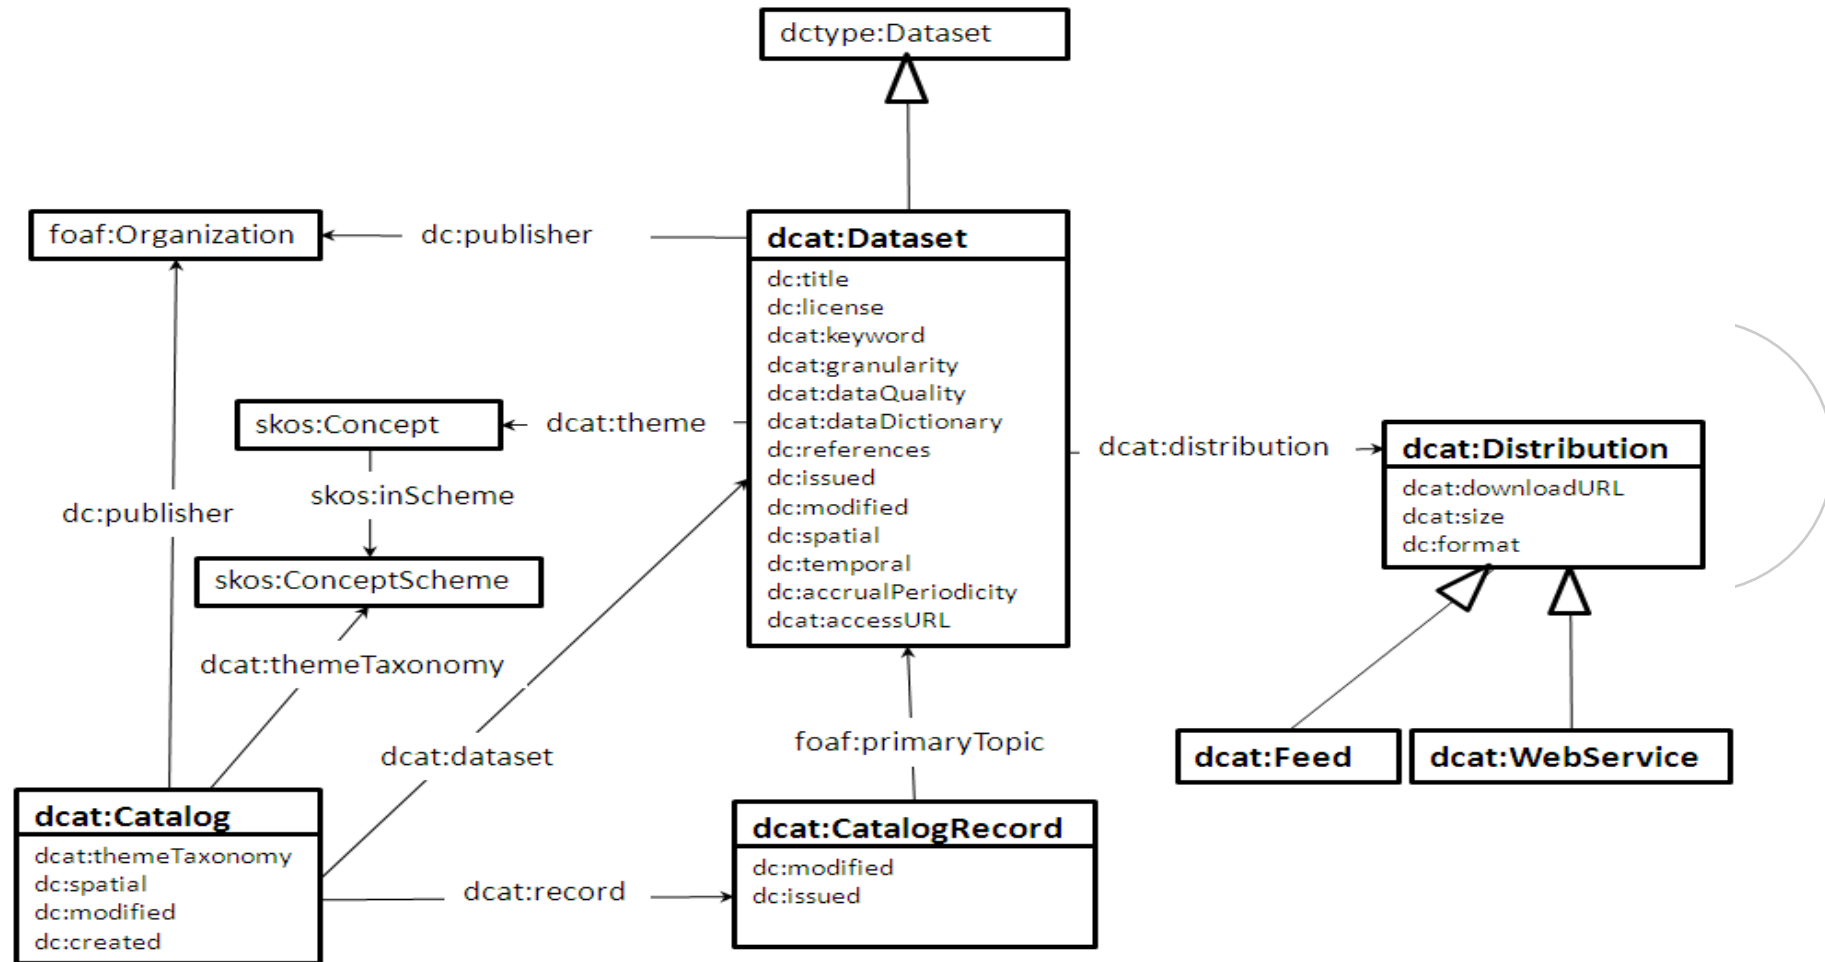 dctype:Dataset
foaf:Organization
dc:publisher
dcat:Dataset
dc:title
dc:license
dcat:keyword
dcat:granularity
dcat:dataQuality
dcat:dataDictionary
dc:references
dc:issued
dc:modified
dc:spatial
dc:temporal
dc:accrualPeriodicity
dcat:accessURL
skos:Concept
dcat:theme
skos:inScheme
dc:publisher
skos:ConceptScheme
dcat:themeTaxonomy
dcat:distribution
dcat:Distribution
dcat:downloadURL
dcat:size
dc:format
dcat:dataset
foaf:primaryTopic
dcat:Feed
dcat:WebService
dcat:Catalog
dcat:themeTaxonomy
dc:spatial
dc:modified
dc:created
dcat:record
dcat:CatalogRecord
dc:modified
dc:issued